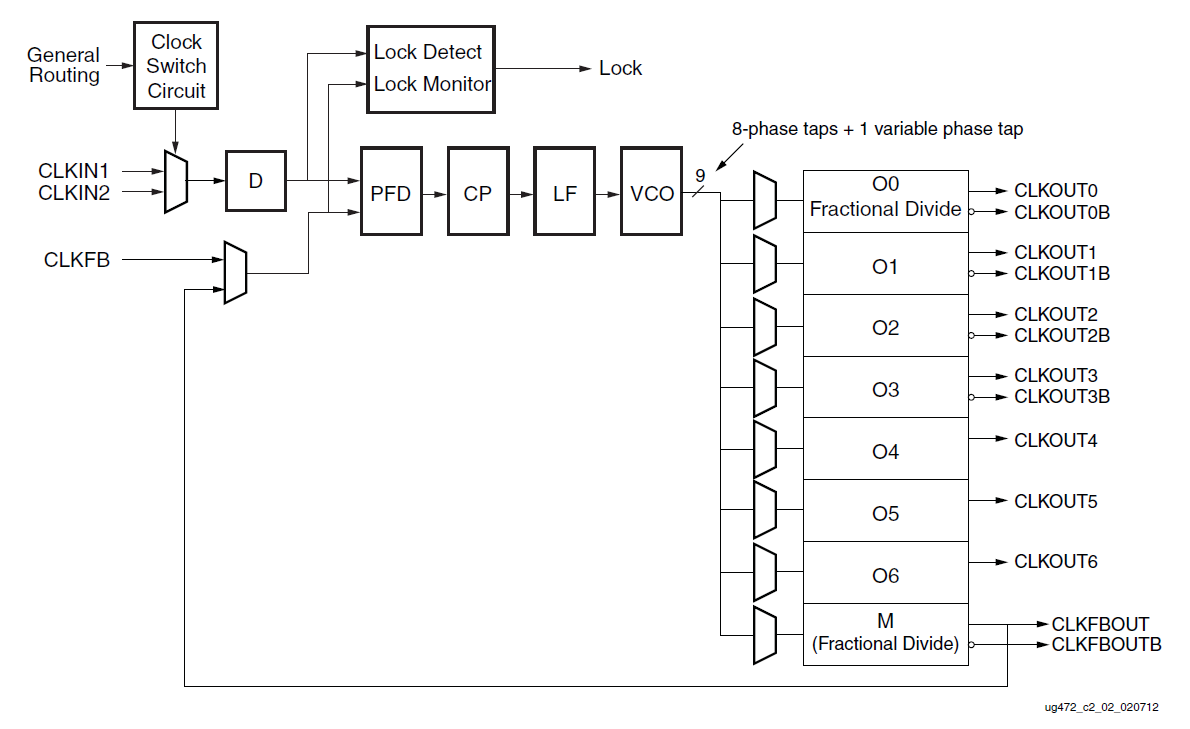 General
Routing
Clock
Switch
Circuit
Lock Detect
Lock Monitor
Lock
CLKIN1
CLKIN2
D
PFD
CP
LF
VCO
9
8-phase taps + 1 variable phase tap
CLKFB
O0
Fractional Divide
CLKOUT0
CLKOUT0B
O1
CLKOUT1
CLKOUT1B
O2
CLKOUT2
CLKOUT2B
O3
CLKOUT3
CLKOUT3B
O4
CLKOUT4
O5
CLKOUT5
O6
CLKOUT6
M
(Fractional Divide)
CLKFBOUT
CLKFBOUTB
ug472_c2_02_020712